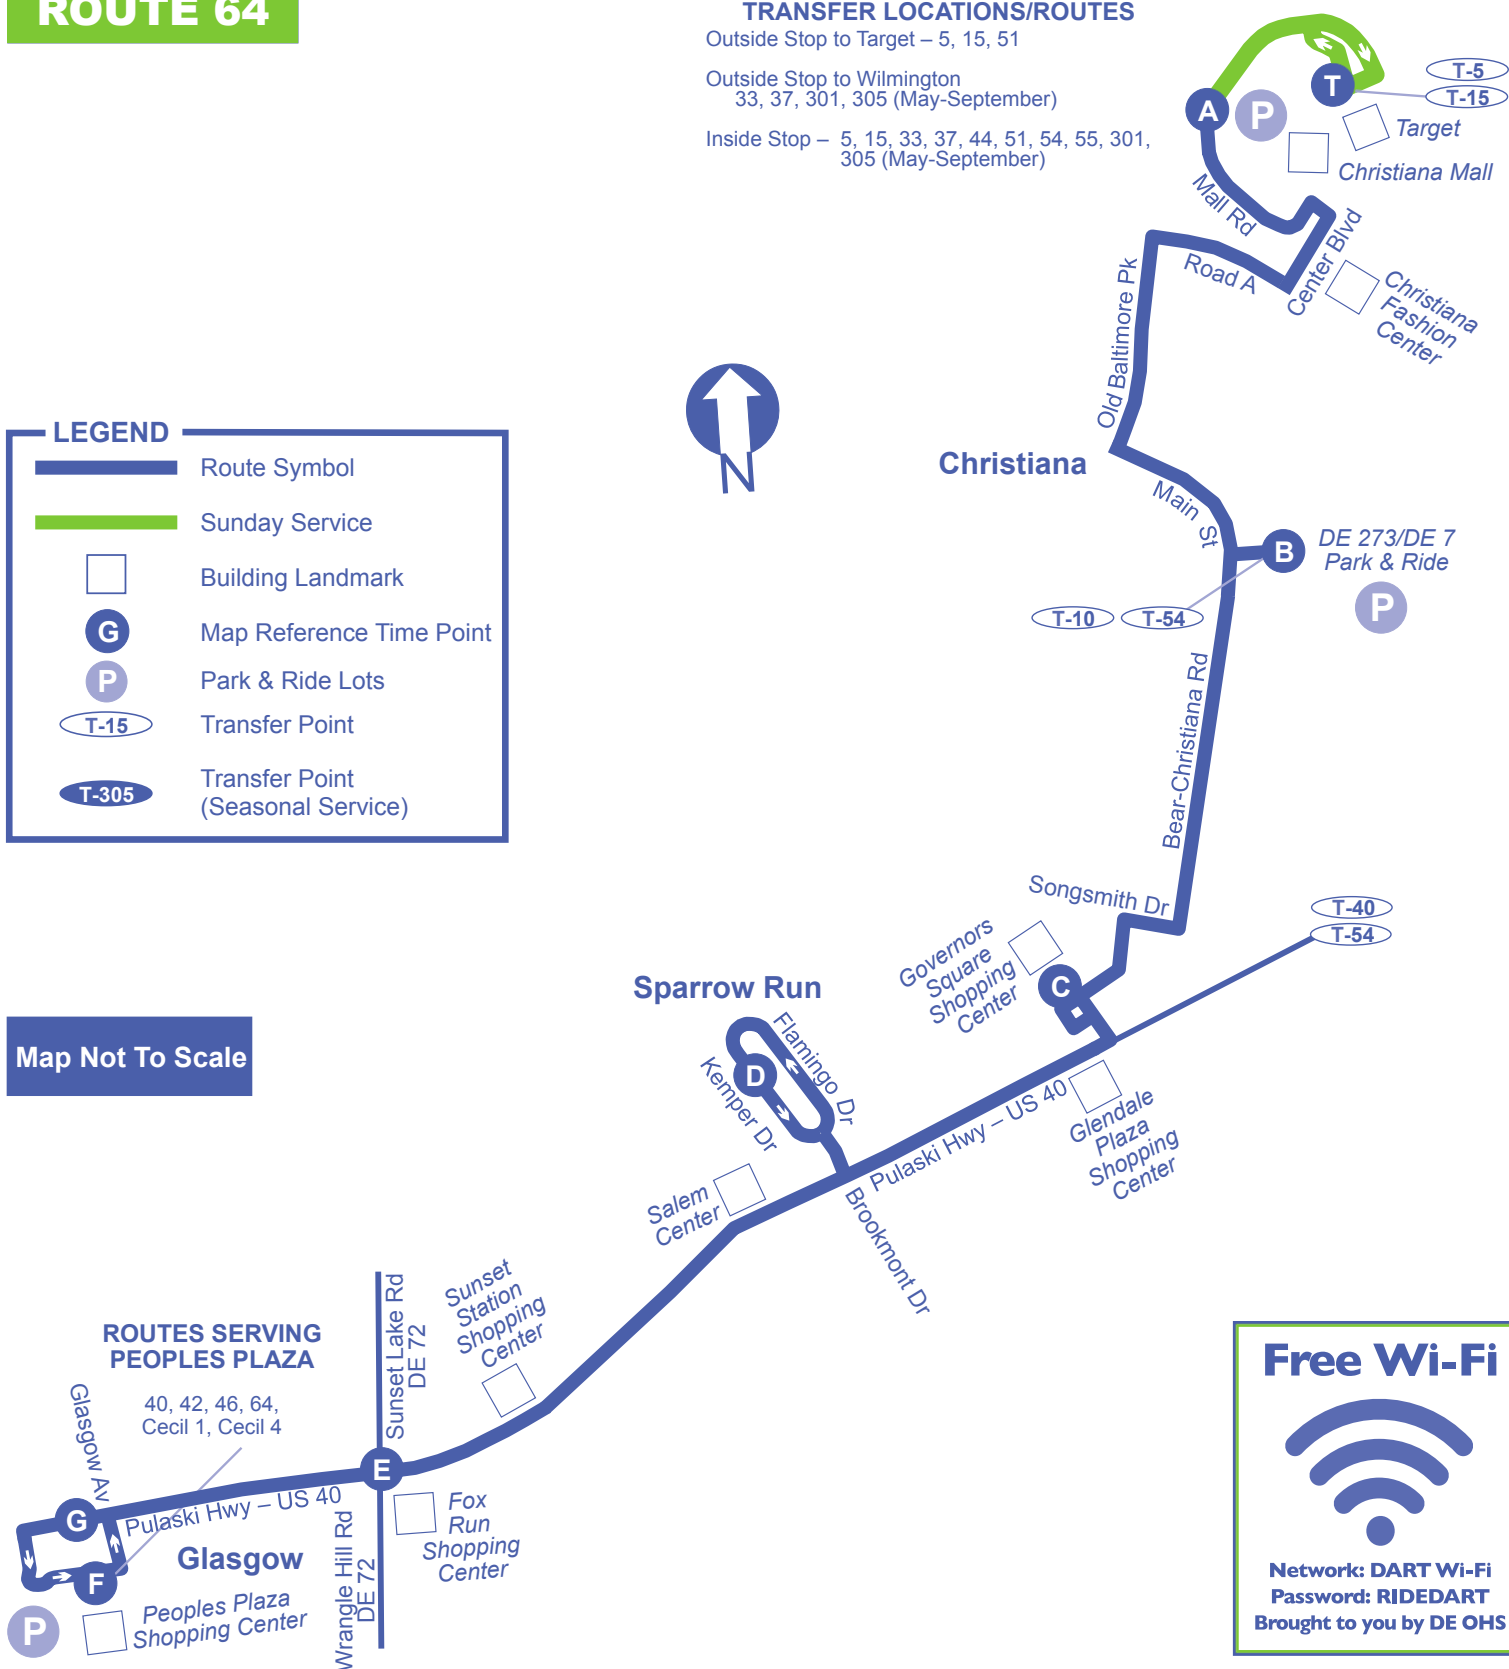 ROUTE 64
TRANSFER LOCATIONS/ROUTES
Outside Stop to Target – 5, 15, 51
Outside Stop to Wilmington
33, 37, 301, 305 (May-September)
Inside Stop – 5, 15, 33, 37, 44, 51, 54, 55, 301,
305 (May-September)
T-5
T-15
T
A
P
Target
Christiana Mall
Mall Rd
Center Blvd
Road A
Christiana
Fashion
Center
Old Baltimore Pk
N
LEGEND
Route Symbol
Sunday Service
Building Landmark
G
Map Reference Time Point
P
Park & Ride Lots
T-15
Transfer Point
T-305
Transfer Point
(Seasonal Service)
Christiana
Main St
B
DE 273/DE 7
Park & Ride
P
T-10
T-54
Bear-Christiana Rd
Songsmith Dr
T-40
T-54
Governors
Square
Shopping
Center
C
Sparrow Run
Flamingo Dr
D
Kemper Dr
Map Not To Scale
Pulaski Hwy – US 40
Glendale
Plaza
Shopping
Center
Salem
Center
Brookmont Dr
Sunset
Station
Shopping
Center
Sunset Lake Rd
DE 72
ROUTES SERVING
PEOPLES PLAZA
40, 42, 46, 64,
Cecil 1, Cecil 4
Glasgow Av
E
G
Pulaski Hwy – US 40
Fox
Run
Shopping
Center
Glasgow
F
Wrangle Hill Rd
DE 72
P
Peoples Plaza
Shopping Center
Free Wi-Fi
Network: DART Wi-Fi
Password: RIDEDART
Brought to you by DE OHS